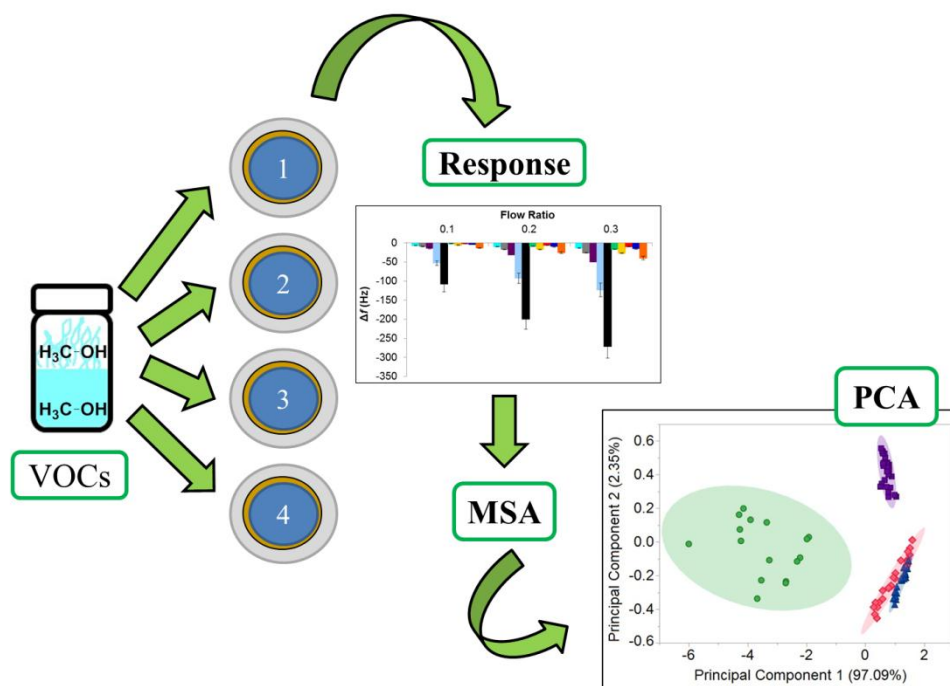 1
2
3
4
H₃C-OH
H₃C-OH
VOCs
Response
Flow Ratio
0.1 0.2 0.3
0
-50
-100
-150
-200
-250
-300
-350
Δf (Hz)
MSA
PCA
Principal Component 2 (2.35%)
0.6
0.4
0.2
0.0
-0.2
-0.4
-0.6
-6 -4 -2 0 2
Principal Component 1 (97.09%)